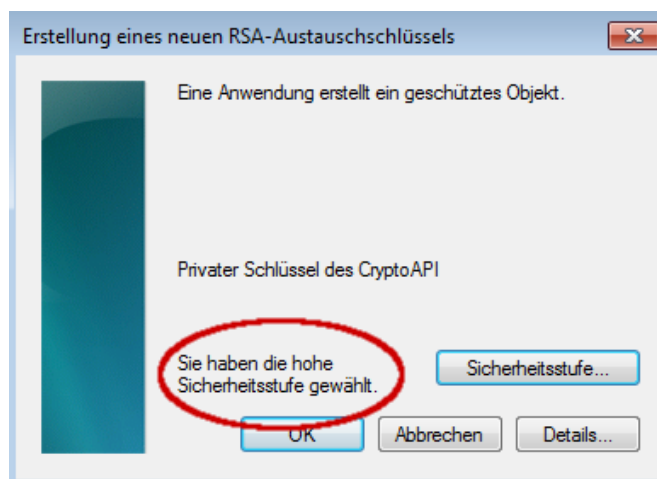 Erstellung eines neuen RSA-Austauschschlüssels
Eine Anwendung erstellt ein geschütztes Objekt.
Privater Schlüssel des CryptoAPI
Sie haben die hohe
Sicherheitsstufe gewählt.
Sicherheitsstufe...
OK
Abbrechen
Details...